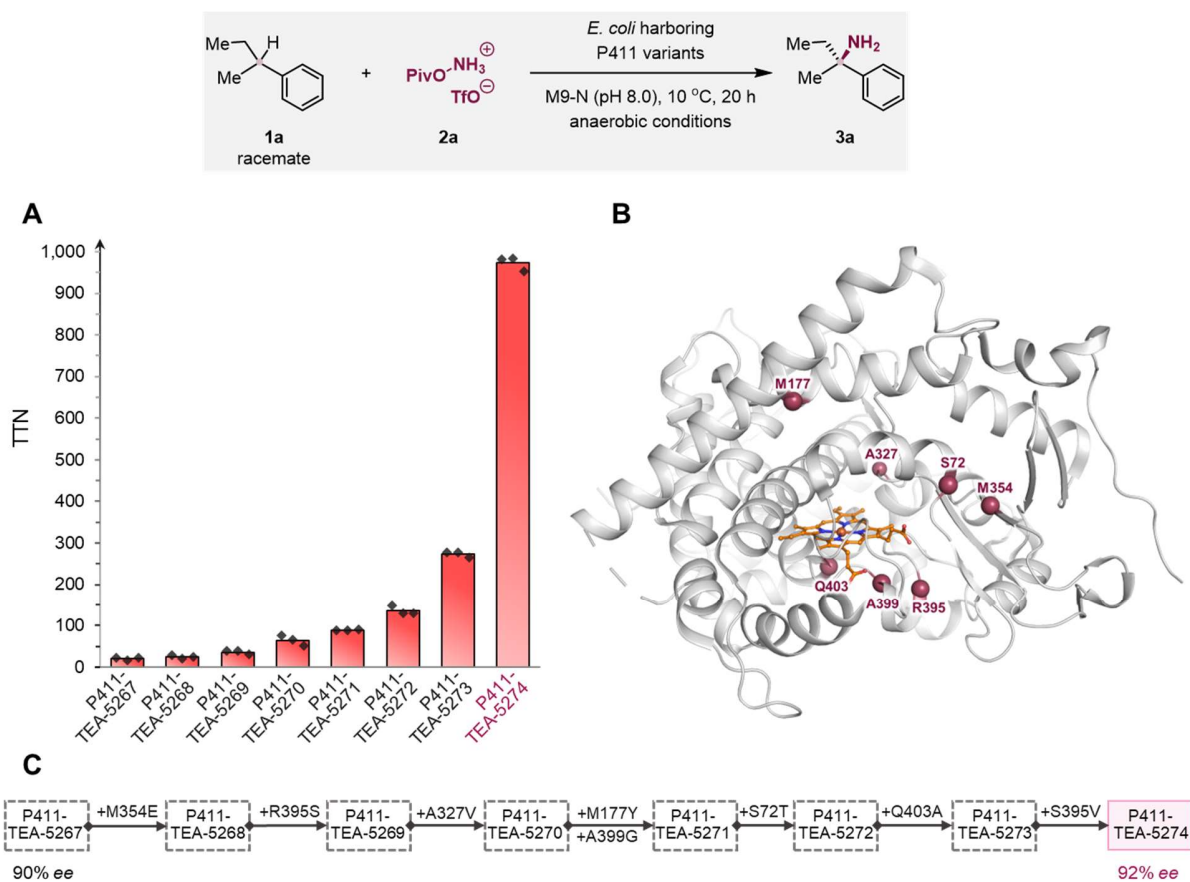 Me
H
Me
1a
racemate
+
PivO
NH3
⊕
TfO
⊖
2a
E. coli harboring
P411 variants
M9-N (pH 8.0), 10 °C, 20 h
anaerobic conditions
Me
NH2
Me
3a
A
TTN
1,000
900
800
700
600
500
400
300
200
100
0
P411-
TEA-5267
P411-
TEA-5268
P411-
TEA-5269
P411-
TEA-5270
P411-
TEA-5271
P411-
TEA-5272
P411-
TEA-5273
P411-
TEA-5274
B
M177
A327
S72
M354
Q403
A399
R395
C
P411-
TEA-5267
+M354E
P411-
TEA-5268
+R395S
P411-
TEA-5269
+A327V
P411-
TEA-5270
+M177Y
+A399G
P411-
TEA-5271
+S72T
P411-
TEA-5272
+Q403A
P411-
TEA-5273
+S395V
P411-
TEA-5274
90% ee
92% ee